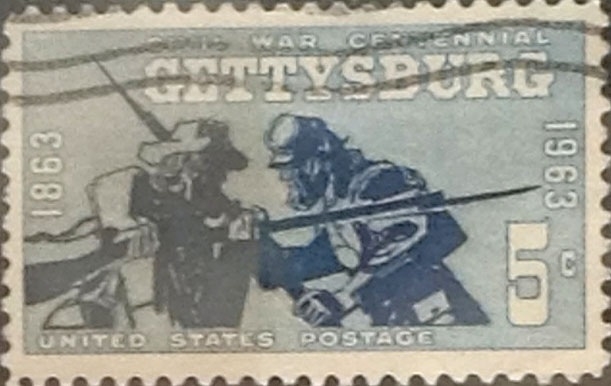 CIVIL WAR CENTENNIAL
GETTYSBURG
1863
1963
5c
UNITED STATES POSTAGE